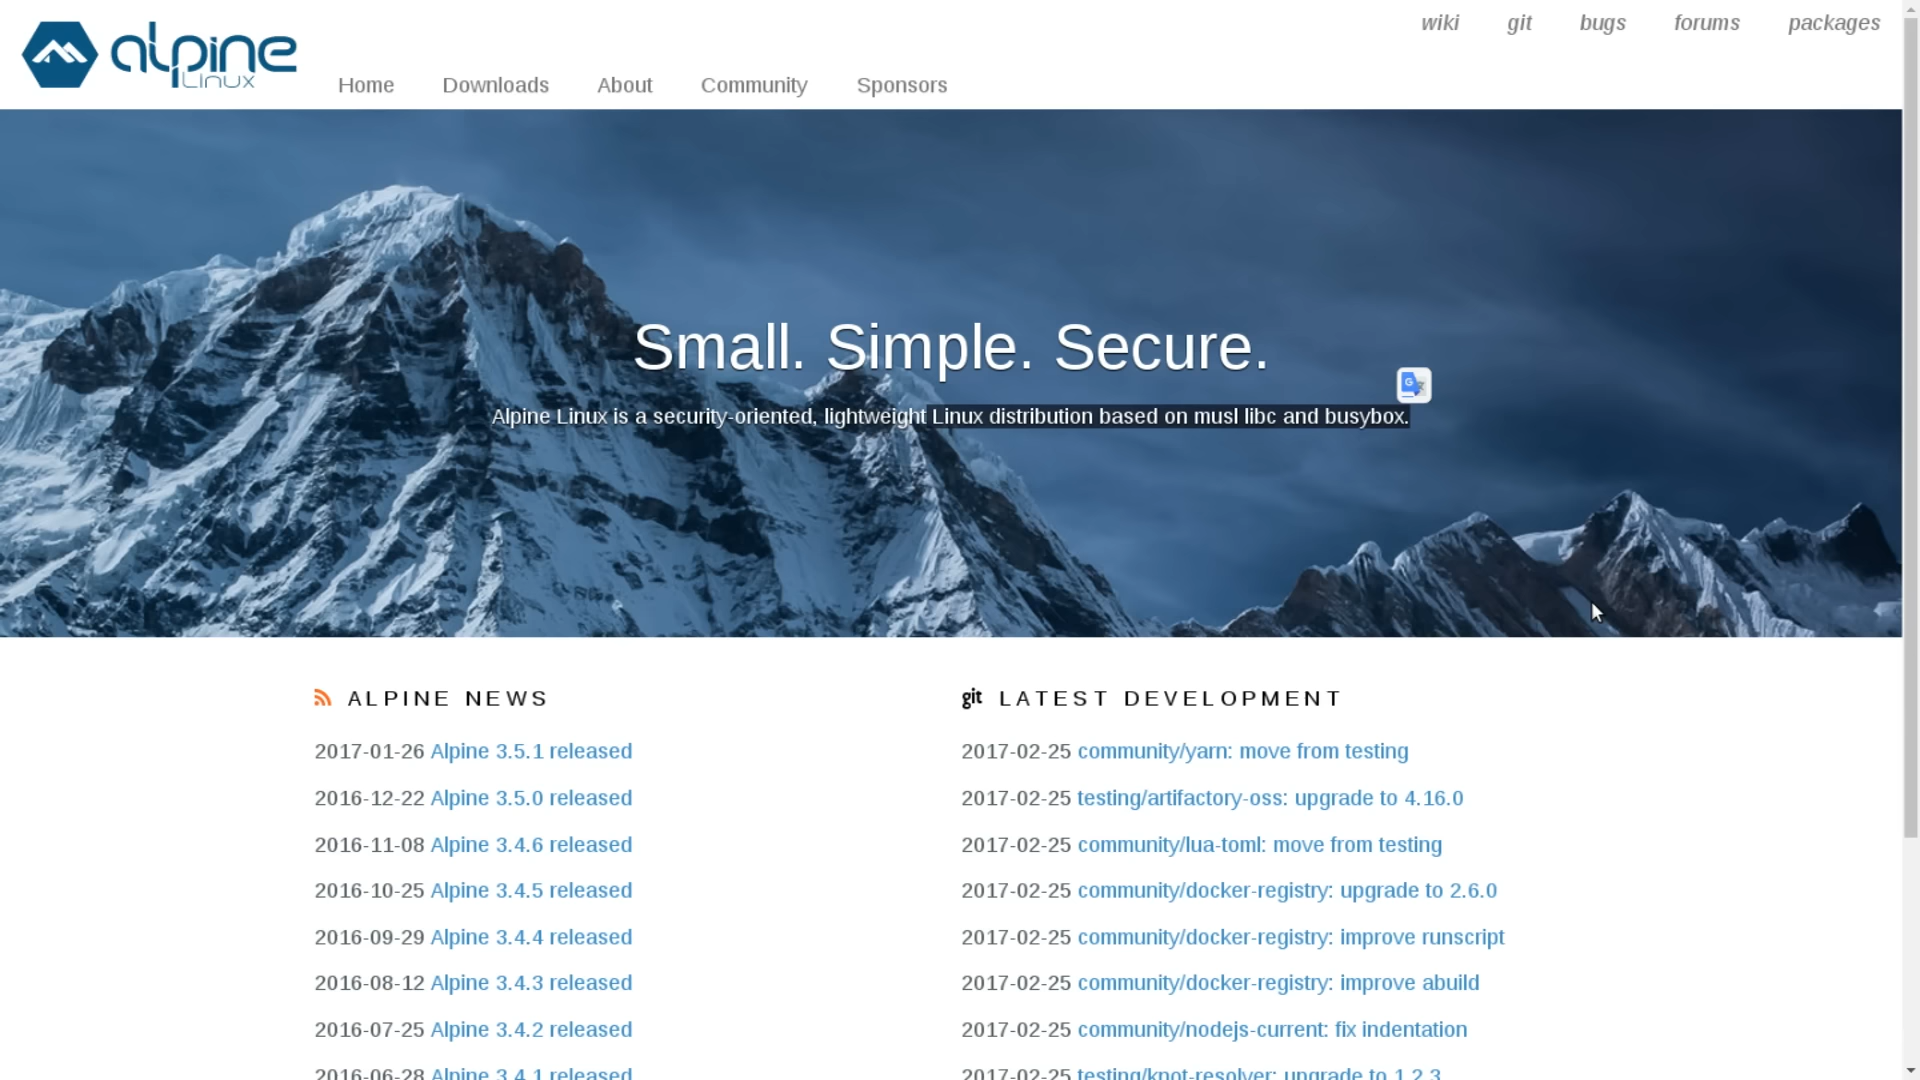 alpine
Linux
Home Downloads About Community Sponsors
wiki git bugs forums packages
Small. Simple. Secure.
Alpine Linux is a security-oriented, lightweight Linux distribution based on musl libc and busybox.
ALPINE NEWS
2017-01-26 Alpine 3.5.1 released
2016-12-22 Alpine 3.5.0 released
2016-11-08 Alpine 3.4.6 released
2016-10-25 Alpine 3.4.5 released
2016-09-29 Alpine 3.4.4 released
2016-08-12 Alpine 3.4.3 released
2016-07-25 Alpine 3.4.2 released
2016-06-28 Alpine 3.4.1 released
git LATEST DEVELOPMENT
2017-02-25 community/yarn: move from testing
2017-02-25 testing/artifactory-oss: upgrade to 4.16.0
2017-02-25 community/lua-toml: move from testing
2017-02-25 community/docker-registry: upgrade to 2.6.0
2017-02-25 community/docker-registry: improve runscript
2017-02-25 community/docker-registry: improve abuild
2017-02-25 community/nodejs-current: fix indentation
2017-02-25 testing/knot-resolver: upgrade to 1.2.3